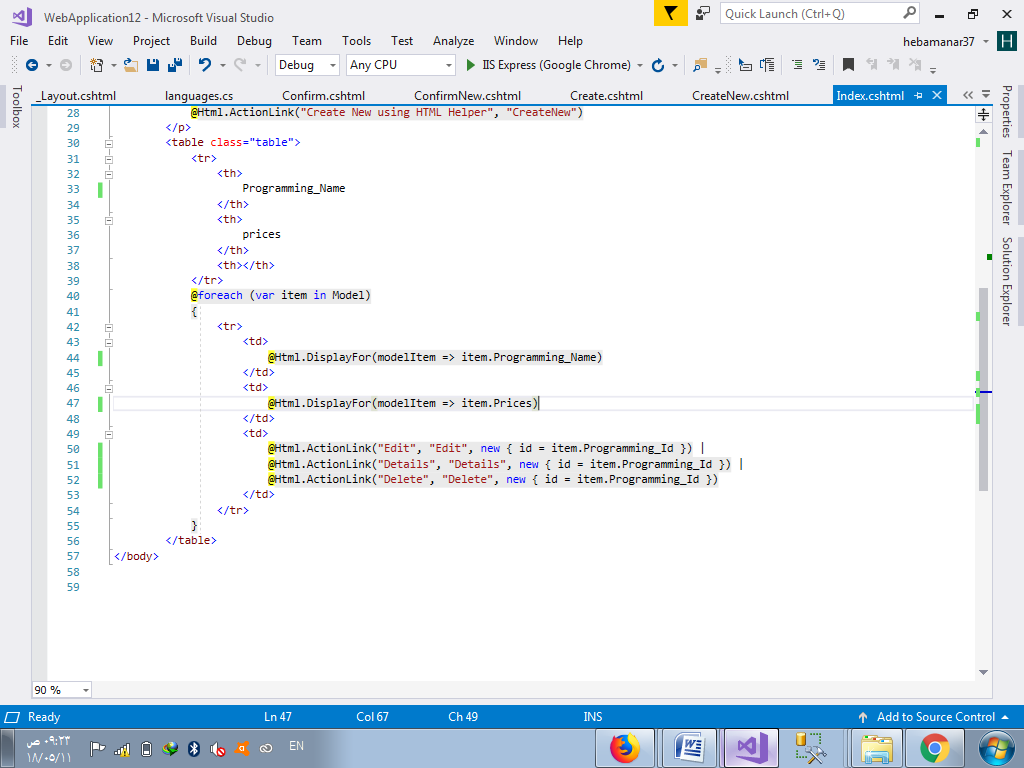 WebApplication12 - Microsoft Visual Studio
Quick Launch (Ctrl+Q)
File Edit View Project Build Debug Team Tools Test Analyze Window Help
hebamanar37 H
Debug Any CPU IIS Express (Google Chrome)
_Layout.cshtml languages.cs Confirm.cshtml ConfirmNew.cshtml Create.cshtml CreateNew.cshtml Index.cshtml
Toolbox
Properties
Team Explorer
Solution Explorer
28 @Html.ActionLink("Create New using HTML Helper", "CreateNew")
29 </p>
30 <table class="table">
31 <tr>
32 <th>
33 Programming_Name
34 </th>
35 <th>
36 prices
37 </th>
38 <th></th>
39 </tr>
40 @foreach (var item in Model)
41 {
42 <tr>
43 <td>
44 @Html.DisplayFor(modelItem => item.Programming_Name)
45 </td>
46 <td>
47 @Html.DisplayFor(modelItem => item.Prices)
48 </td>
49 <td>
50 @Html.ActionLink("Edit", "Edit", new { id = item.Programming_Id }) |
51 @Html.ActionLink("Details", "Details", new { id = item.Programming_Id }) |
52 @Html.ActionLink("Delete", "Delete", new { id = item.Programming_Id })
53 </td>
54 </tr>
55 }
56 </table>
57 </body>
58
59
90 %
Ready Ln 47 Col 67 Ch 49 INS Add to Source Control
٠٩:٢٣ ص
١٨/٠٥/١١
EN